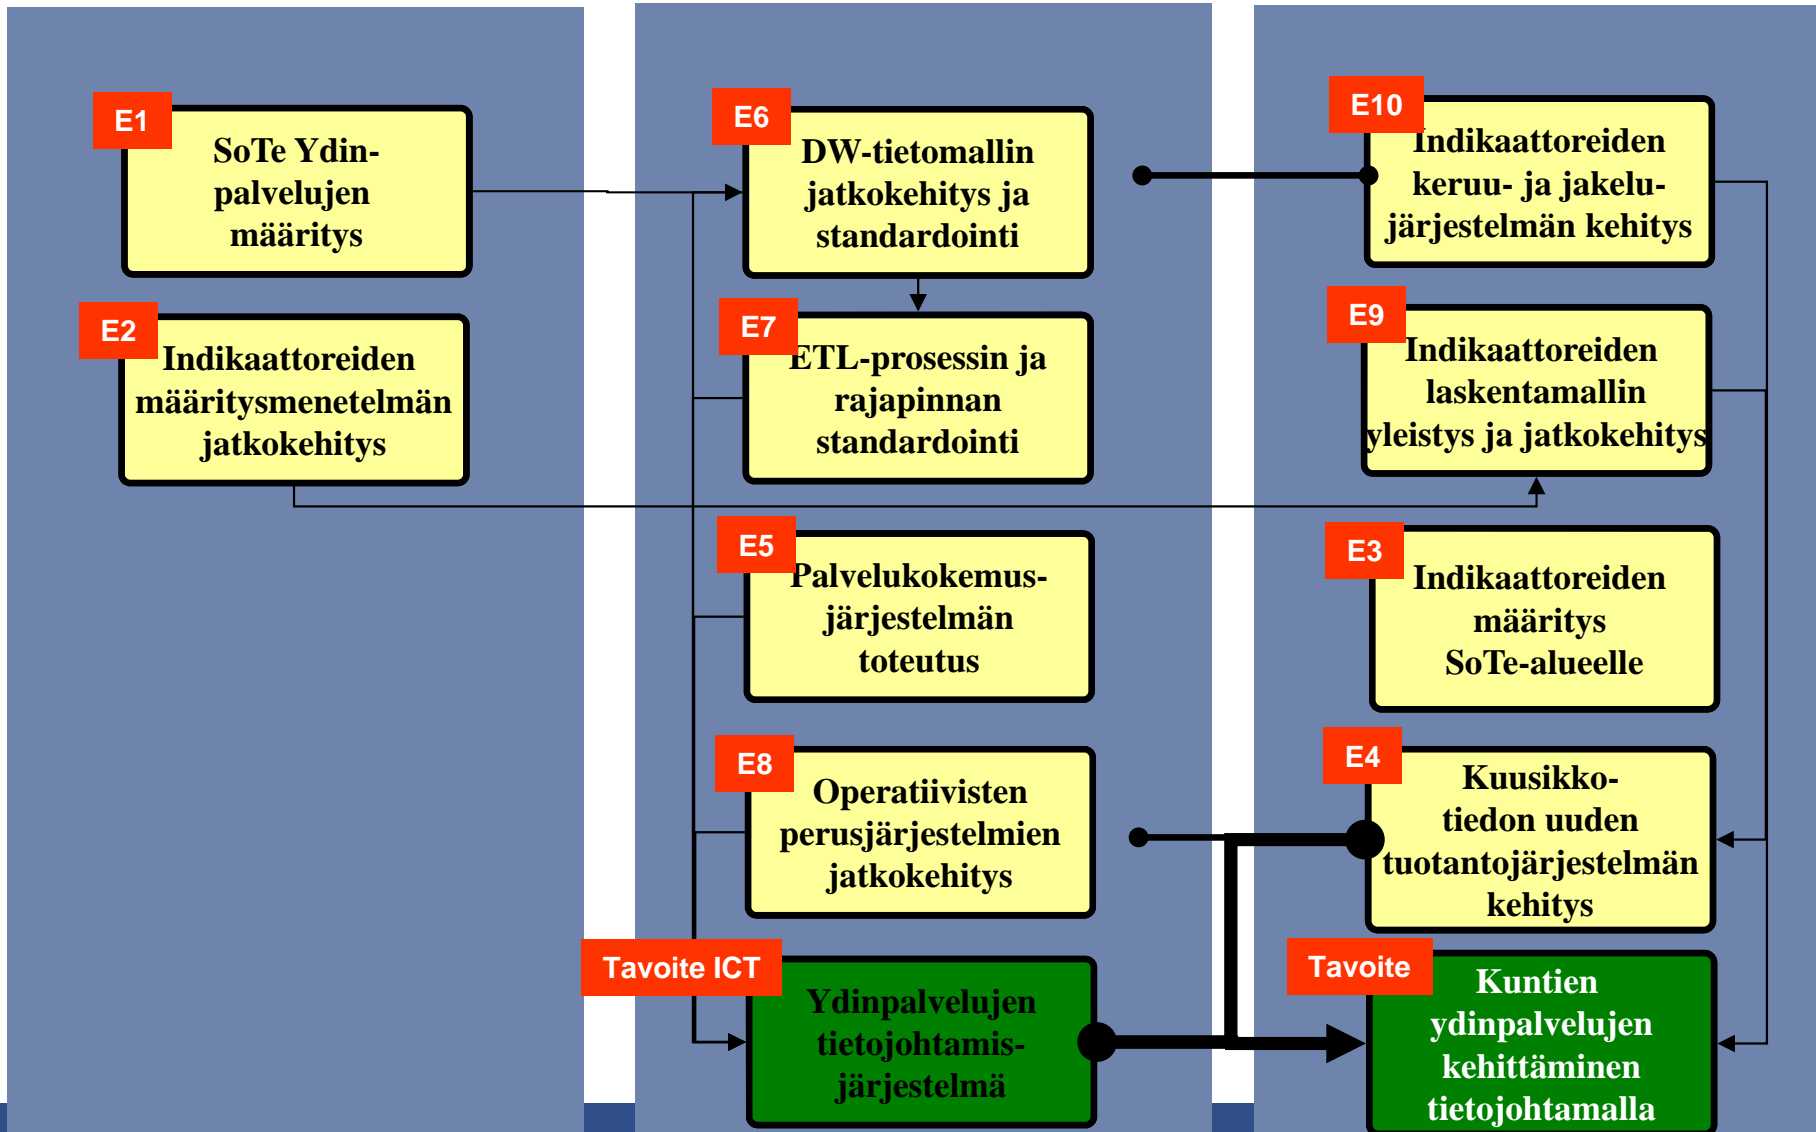 E1
SoTe Ydin-
palvelujen
määritys
E2
Indikaattoreiden
määritysmenetelmän
jatkokehitys
E6
DW-tietomallin
jatkokehitys ja
standardointi
E7
ETL-prosessin ja
rajapinnan
standardointi
E5
Palvelukokemus-
järjestelmän
toteutus
E8
Operatiivisten
perusjärjestelmien
jatkokehitys
Tavoite ICT
Ydinpalvelujen
tietojohtamis-
järjestelmä
E10
Indikaattoreiden
keruu- ja jakelu-
järjestelmän kehitys
E9
Indikaattoreiden
laskentamallin
yleistys ja jatkokehitys
E3
Indikaattoreiden
määritys
SoTe-alueelle
E4
Kuusikko-
tiedon uuden
tuotantojärjestelmän
kehitys
Tavoite
Kuntien
ydinpalvelujen
kehittäminen
tietojohtamalla